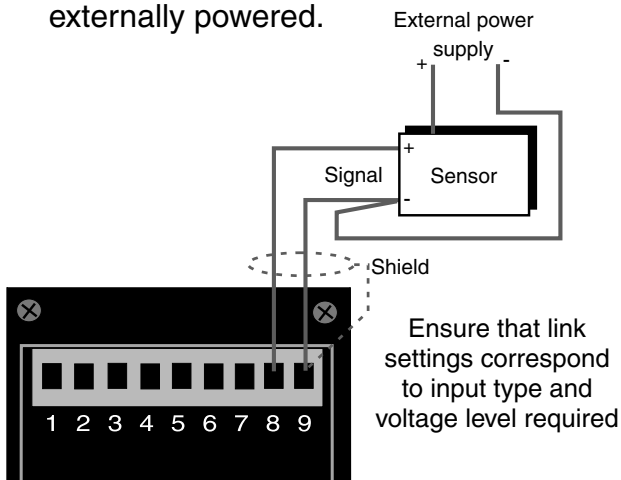 externally powered.
External power
supply
+ -
+
Signal Sensor
-
Shield
Ensure that link
settings correspond
to input type and
voltage level required
1 2 3 4 5 6 7 8 9